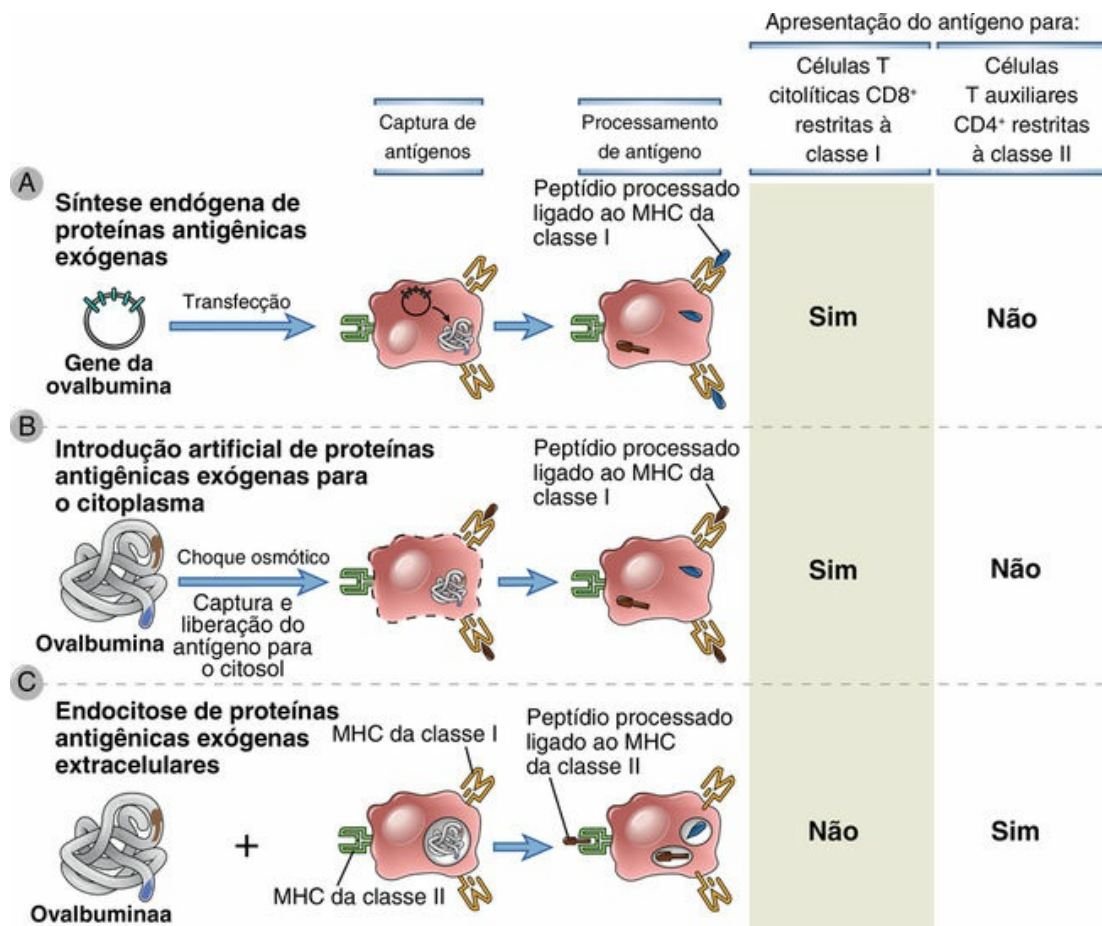 Apresentação do antígeno para:
Captura de
antígenos
Processamento
de antígeno
Células T
citolíticas CD8+
restritas à
classe I
Células
T auxiliares
CD4+ restritas
à classe II
A
Síntese endógena de
proteínas antigênicas
exógenas
Transfecção
Gene da
ovalbumina
Peptídio processado
ligado ao MHC da
classe I
Sim
Não
B
Introdução artificial de proteínas
antigênicas exógenas para
o citoplasma
Choque osmótico
Captura e
liberação do
antígeno para
o citosol
Ovalbumina
Peptídio processado
ligado ao MHC da
classe I
Sim
Não
C
Endocitose de proteínas
antigênicas exógenas
extracelulares
MHC da classe I
+
MHC da classe II
Ovalbuminaa
Peptídio processado
ligado ao MHC
da classe II
Não
Sim